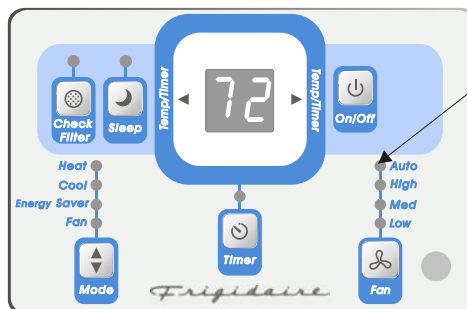 Temp/Timer
72
Temp/Timer
Check
Filter
Sleep
On/Off
Heat
Cool
Energy Saver
Fan
Auto
High
Med
Low
Mode
Timer
Fan
Frigidaire